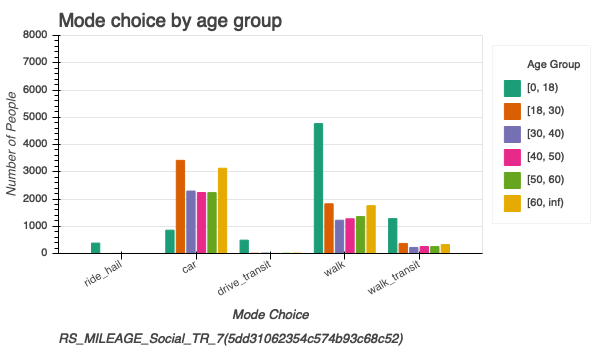 Mode choice by age group
8000
7000
6000
5000
4000
3000
2000
1000
0
Number of People
ride_hail
car
drive_transit
walk
walk_transit
Mode Choice
Age Group
[0, 18)
[18, 30)
[30, 40)
[40, 50)
[50, 60)
[60, inf)
RS_MILEAGE_Social_TR_7(5dd31062354c574b93c68c52)